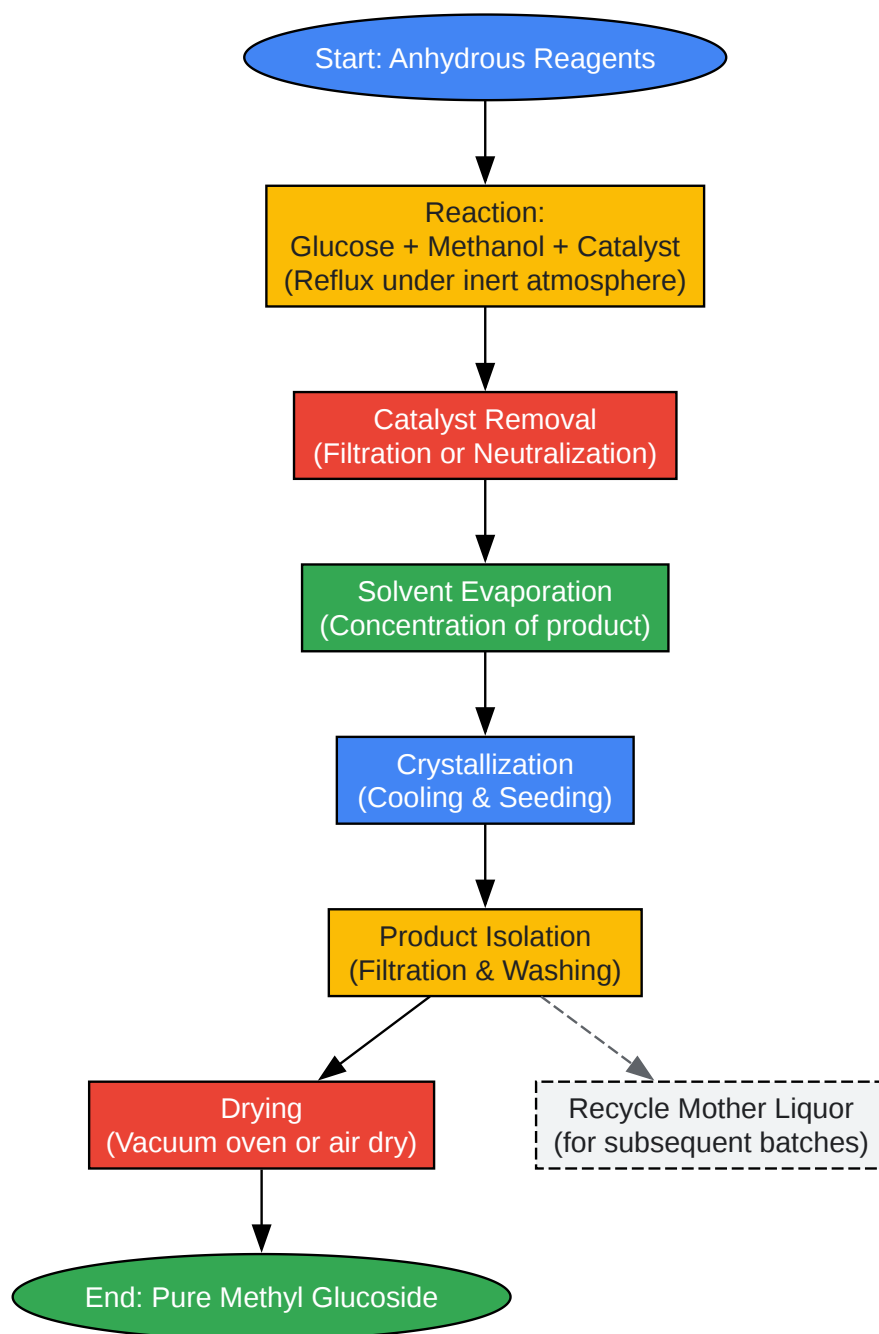 Start: Anhydrous Reagents
Reaction:
Glucose + Methanol + Catalyst
(Reflux under inert atmosphere)
Catalyst Removal
(Filtration or Neutralization)
Solvent Evaporation
(Concentration of product)
Crystallization
(Cooling & Seeding)
Product Isolation
(Filtration & Washing)
Drying
(Vacuum oven or air dry)
Recycle Mother Liquor
(for subsequent batches)
End: Pure Methyl Glucoside